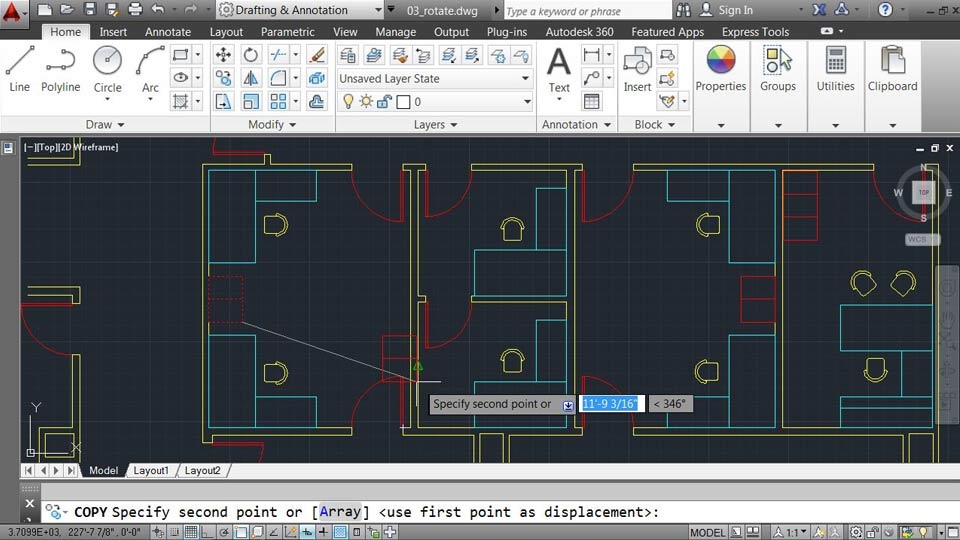 Drafting & Annotation
03_rotate.dwg
Type a keyword or phrase
Sign In
Home Insert Annotate Layout Parametric View Manage Output Plug-ins Autodesk 360 Featured Apps Express Tools
Line Polyline Circle Arc
Unsaved Layer State
0
Text
Insert
Properties
Groups
Utilities
Clipboard
Draw
Modify
Layers
Annotation
Block
[−][Top][2D Wireframe]
N
W TOP E
S
WCS
Specify second point or 11'-9 3/16" < 346°
Y
X
Model Layout1 Layout2
COPY Specify second point or [Array] <use first point as displacement>:
3.7099E+03, 227'-7 7/8", 0'-0"
MODEL
1:1